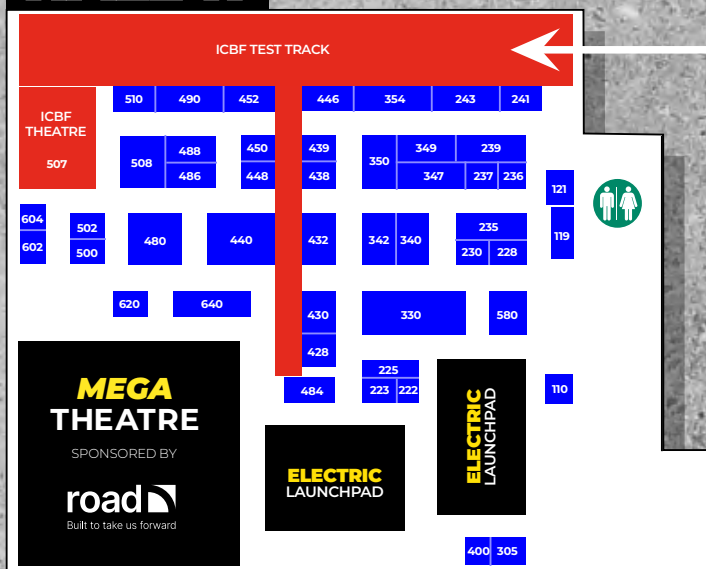 ICBF TEST TRACK
ICBF
THEATRE
507
510 490 452 446 354 243 241
508 488 450 439 350 349 239
486 448 438 347 237 236
121
604 502 480 440 432 342 340 235 119
602 500 230 228
620 640 430 330 580
428
225
484 223 222 110
MEGA
THEATRE
SPONSORED BY
road
Built to take us forward
ELECTRIC
LAUNCHPAD
ELECTRIC
LAUNCHPAD
400 305